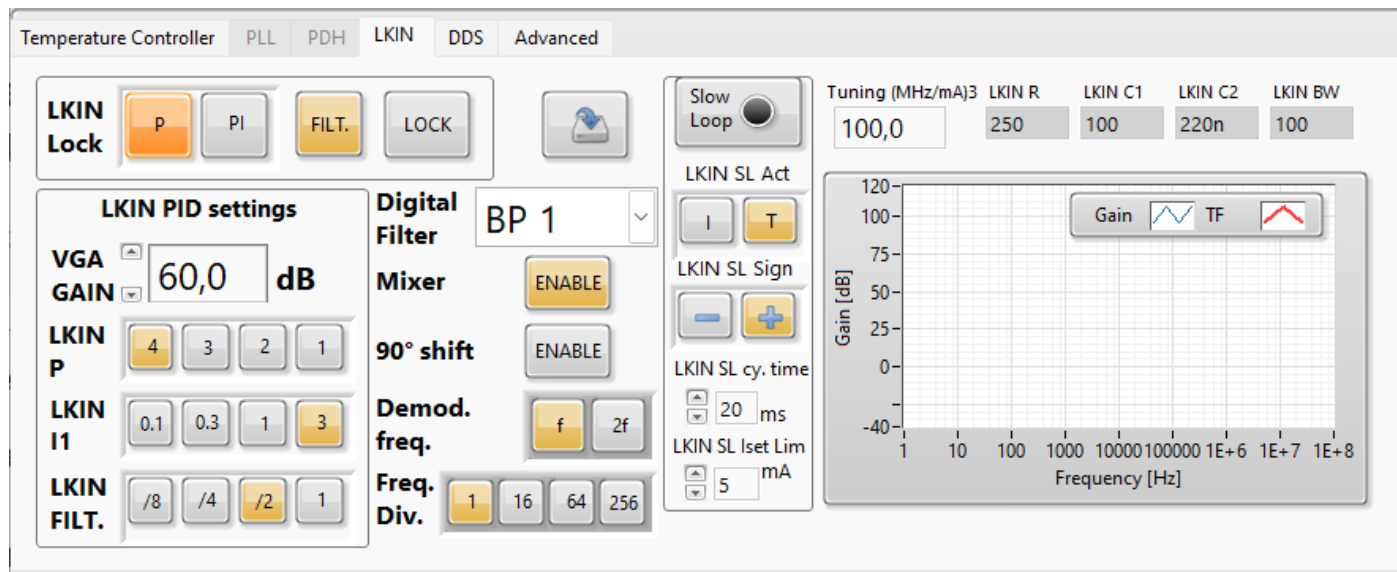 Temperature Controller PLL PDH LKIN DDS Advanced
LKIN
Lock
P PI FILT. LOCK
LKIN PID settings
VGA
GAIN
60,0 dB
LKIN
P
4 3 2 1
LKIN
I1
0.1 0.3 1 3
LKIN
FILT.
/8 /4 /2 1
Digital
Filter
BP 1
Mixer ENABLE
90° shift ENABLE
Demod.
freq.
f 2f
Freq.
Div.
1 16 64 256
Slow
Loop
LKIN SL Act
I T
LKIN SL Sign
LKIN SL cy. time
20 ms
LKIN SL Iset Lim
5 mA
Tuning (MHz/mA)3 LKIN R LKIN C1 LKIN C2 LKIN BW
100,0 250 100 220n 100
Gain TF
Gain [dB]
120
100
75
50
25
0
-40
1 10 100 1000 10000 100000 1E+6 1E+7 1E+8
Frequency [Hz]